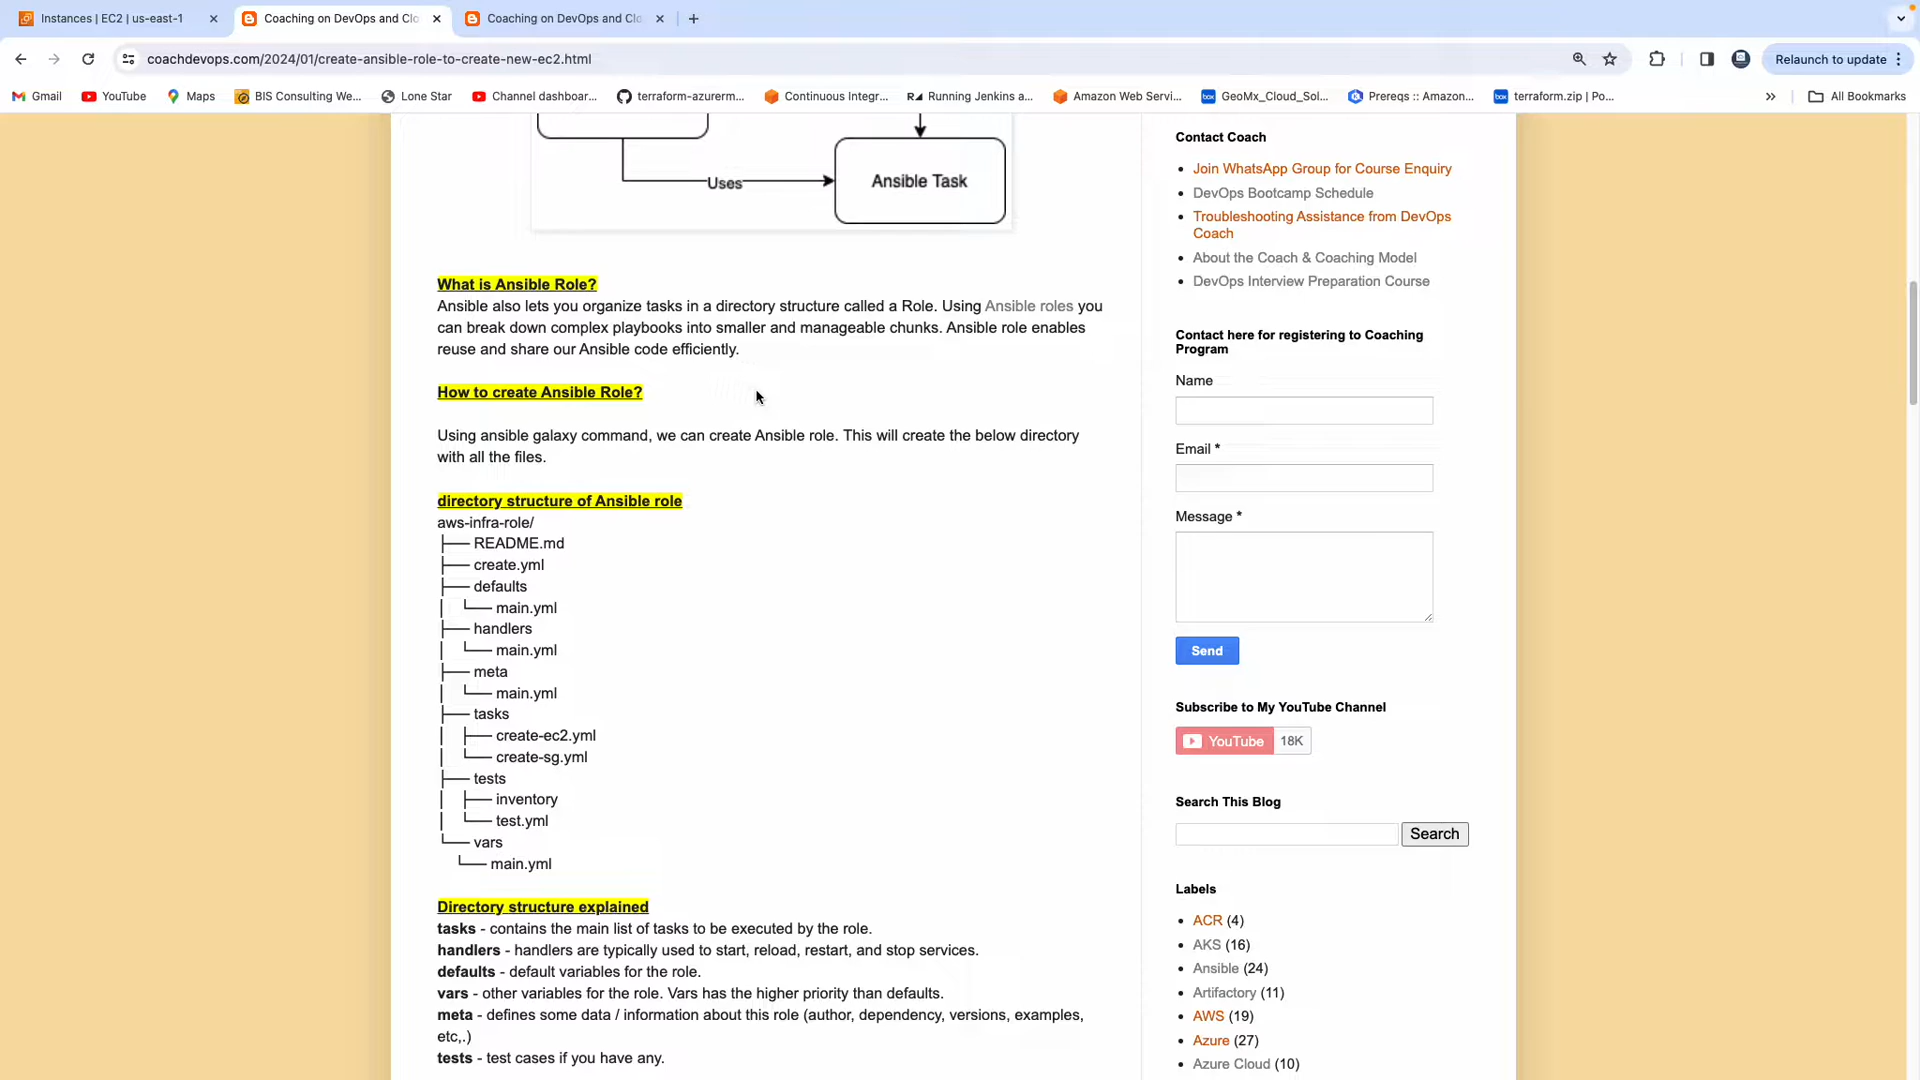 Instances | EC2 | us-east-1
Coaching on DevOps and Clo
Coaching on DevOps and Clo
coachdevops.com/2024/01/create-ansible-role-to-create-new-ec2.html
Relaunch to update
Gmail
YouTube
Maps
BIS Consulting We...
Lone Star
Channel dashboar...
terraform-azurerm...
Continuous Integr...
Running Jenkins a...
Amazon Web Servi...
GeoMx_Cloud_Sol...
Prereqs :: Amazon...
terraform.zip | Po...
All Bookmarks
Uses
Ansible Task
What is Ansible Role?
Ansible also lets you organize tasks in a directory structure called a Role. Using Ansible roles you
can break down complex playbooks into smaller and manageable chunks. Ansible role enables
reuse and share our Ansible code efficiently.
How to create Ansible Role?
Using ansible galaxy command, we can create Ansible role. This will create the below directory
with all the files.
directory structure of Ansible role
aws-infra-role/
├── README.md
├── create.yml
├── defaults
│   └── main.yml
├── handlers
│   └── main.yml
├── meta
│   └── main.yml
├── tasks
│   ├── create-ec2.yml
│   └── create-sg.yml
├── tests
│   ├── inventory
│   └── test.yml
└── vars
    └── main.yml
Directory structure explained
tasks - contains the main list of tasks to be executed by the role.
handlers - handlers are typically used to start, reload, restart, and stop services.
defaults - default variables for the role.
vars - other variables for the role. Vars has the higher priority than defaults.
meta - defines some data / information about this role (author, dependency, versions, examples,
etc,.)
tests - test cases if you have any.
Contact Coach
Join WhatsApp Group for Course Enquiry
DevOps Bootcamp Schedule
Troubleshooting Assistance from DevOps
Coach
About the Coach & Coaching Model
DevOps Interview Preparation Course
Contact here for registering to Coaching
Program
Name
Email *
Message *
Send
Subscribe to My YouTube Channel
YouTube 18K
Search This Blog
Search
Labels
ACR (4)
AKS (16)
Ansible (24)
Artifactory (11)
AWS (19)
Azure (27)
Azure Cloud (10)